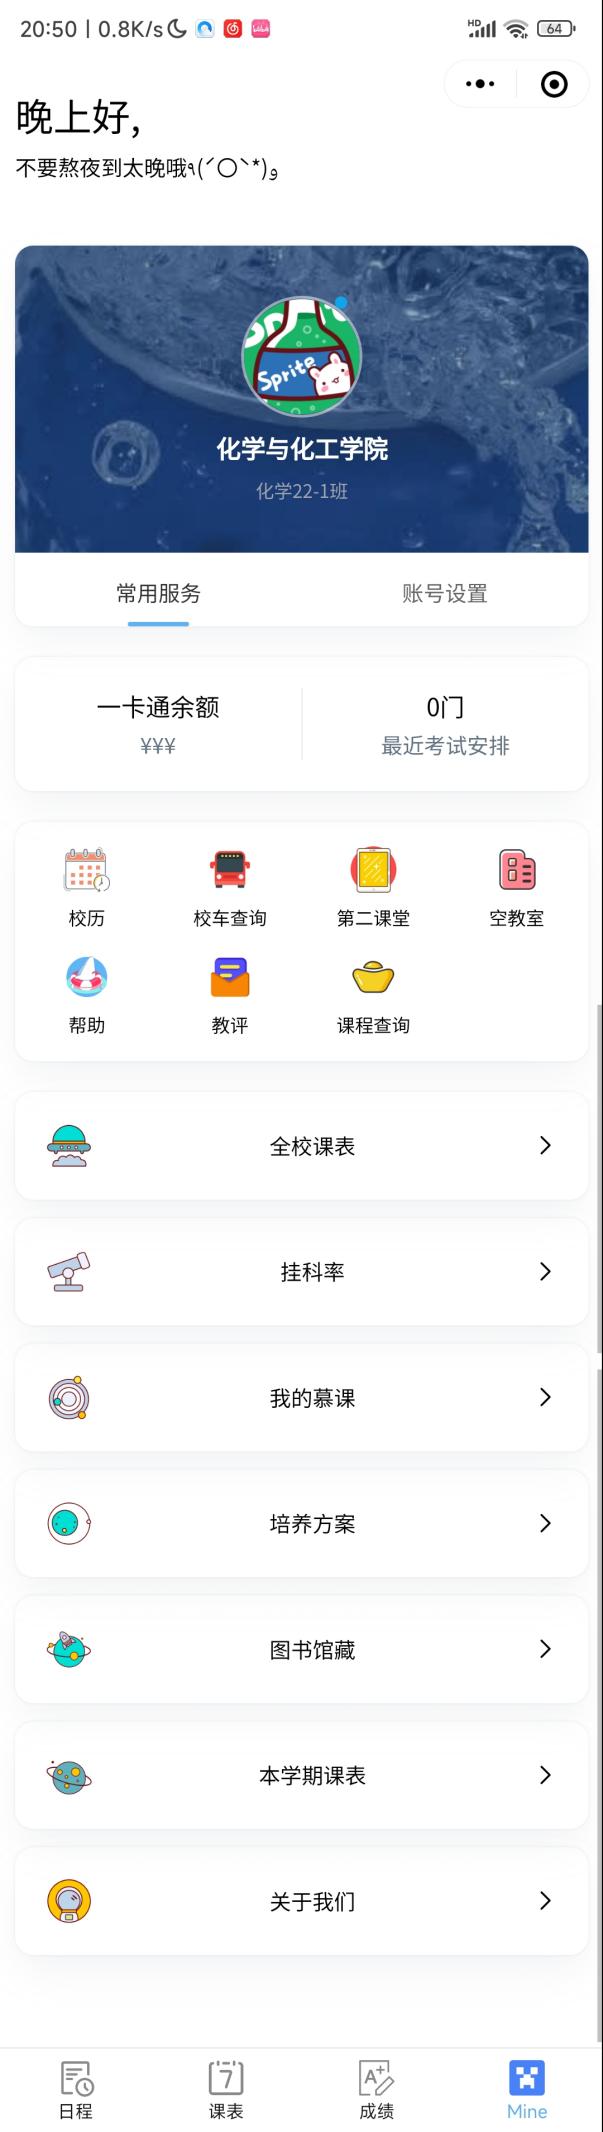 20:50 | 0.8K/s
HD
64
晚上好,
不要熬夜到太晚哦٩(ˊ〇ˋ*)و
Sprite
化学与化工学院
化学22-1班
常用服务
账号设置
一卡通余额
¥¥¥
0门
最近考试安排
校历
校车查询
第二课堂
空教室
帮助
教评
课程查询
全校课表
挂科率
我的慕课
培养方案
图书馆藏
本学期课表
关于我们
7
A+
日程
课表
成绩
Mine